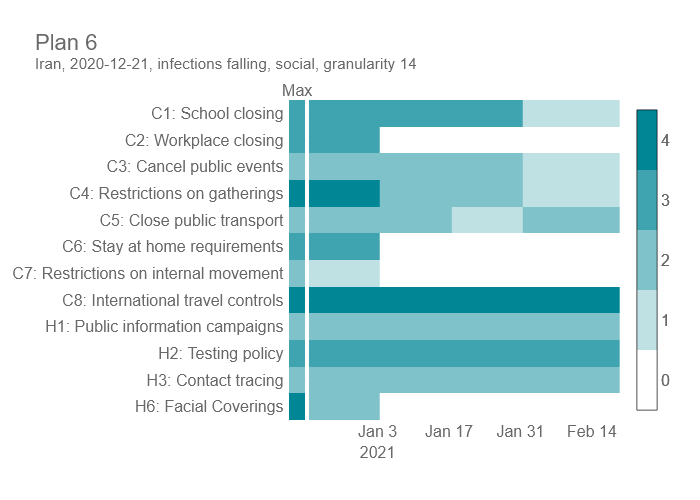 Plan 6
Iran, 2020-12-21, infections falling, social, granularity 14
Max
C1: School closing
C2: Workplace closing
C3: Cancel public events
C4: Restrictions on gatherings
C5: Close public transport
C6: Stay at home requirements
C7: Restrictions on internal movement
C8: International travel controls
H1: Public information campaigns
H2: Testing policy
H3: Contact tracing
H6: Facial Coverings
Jan 3 Jan 17 Jan 31 Feb 14
2021
4
3
2
1
0